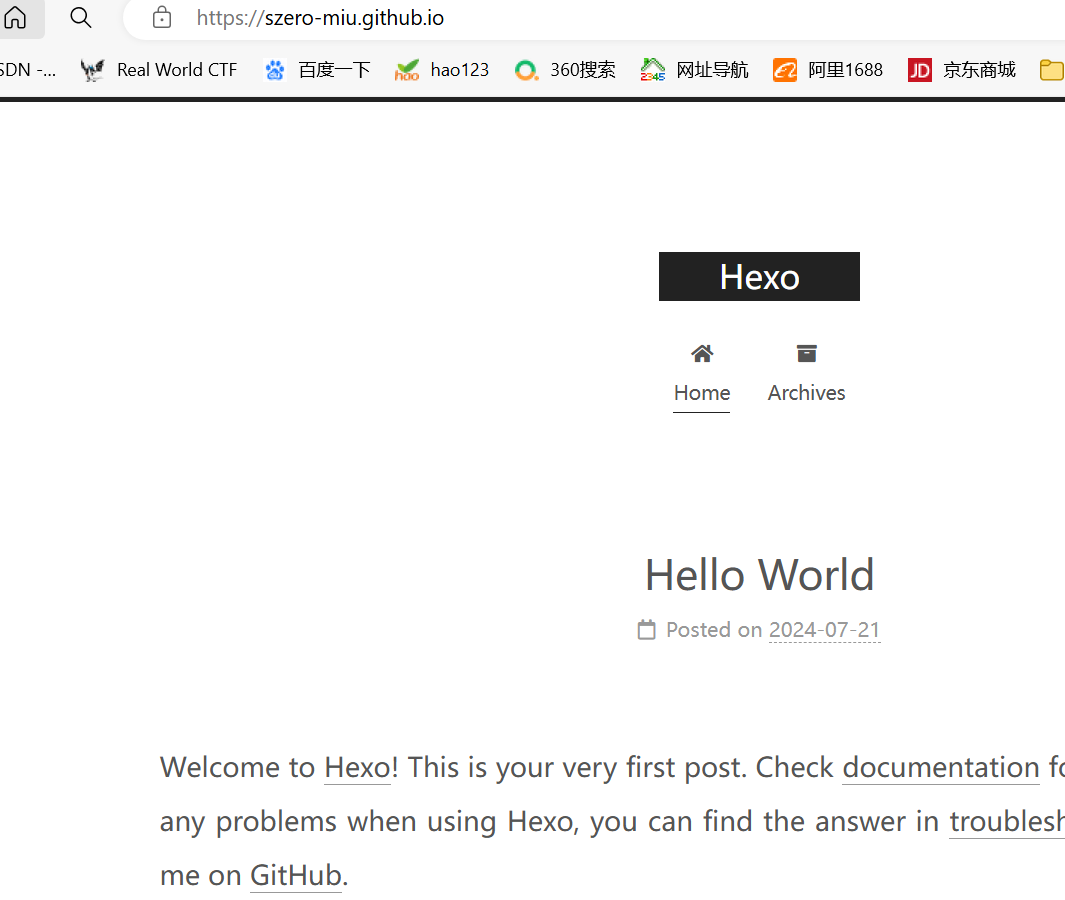 https://szero-miu.github.io
SDN -... Real World CTF 百度一下 hao123 360搜索 2345 网址导航 阿里1688 JD 京东商城
Hexo
Home Archives
Hello World
Posted on 2024-07-21
Welcome to Hexo! This is your very first post. Check documentation fo
any problems when using Hexo, you can find the answer in troublesh
me on GitHub.